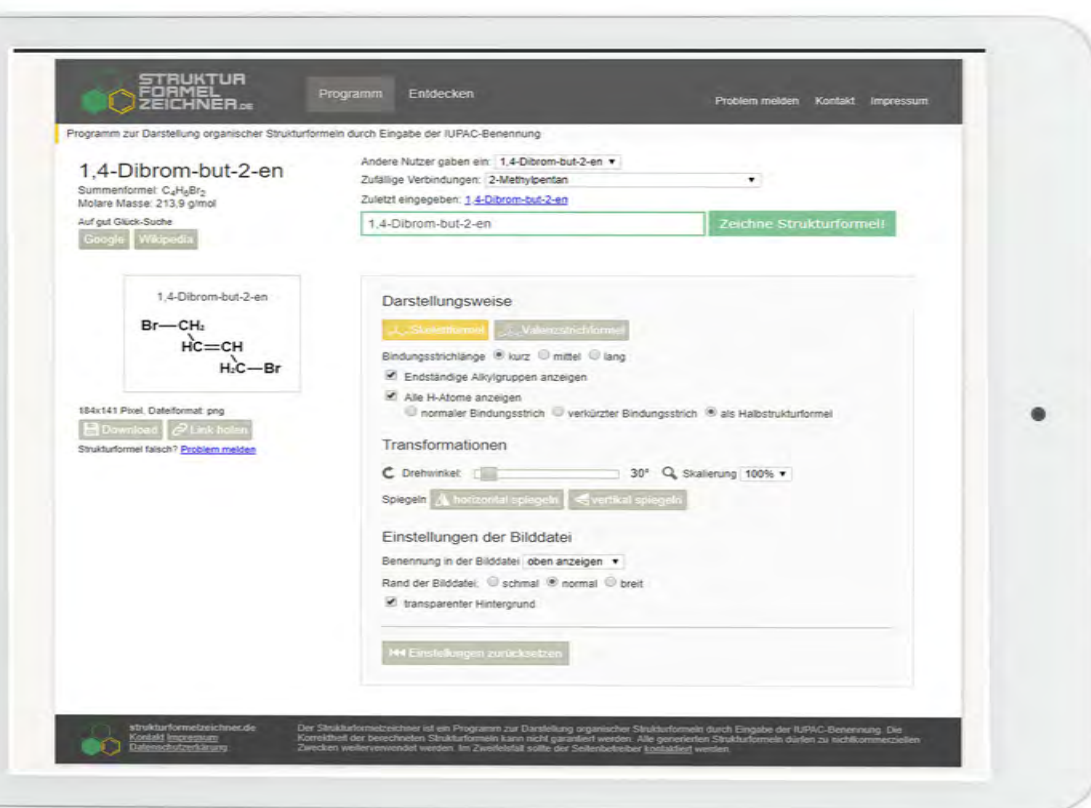 STRUKTUR
FORMEL
ZEICHNER.DE
Programm Entdecken
Problem melden Kontakt Impressum
Programm zur Darstellung organischer Strukturformeln durch Eingabe der IUPAC-Benennung
1,4-Dibrom-but-2-en
Summenformel: C₄H₆Br₂
Molare Masse: 213,9 g/mol
Auf gut Glück-Suche
Google Wikipedia
Andere Nutzer gaben ein: 1,4-Dibrom-but-2-en
Zufällige Verbindungen: 2-Methylpentan
Zuletzt eingegeben: 1,4-Dibrom-but-2-en
1,4-Dibrom-but-2-en Zeichne Strukturformel!
1,4-Dibrom-but-2-en
Br—CH₂
HC=CH
H₂C—Br
184x141 Pixel, Dateiformat: png
Download Link holen
Strukturformel falsch? Problem melden
Darstellungsweise
Skelettformel Valenzstrichformel
Bindungsstrichlänge kurz mittel lang
Endständige Alkylgruppen anzeigen
Alle H-Atome anzeigen
normaler Bindungsstrich verkürzter Bindungsstrich als Halbstrukturformel
Transformationen
Drehwinkel: 30° Skalierung 100%
Spiegeln horizontal spiegeln vertikal spiegeln
Einstellungen der Bilddatei
Benennung in der Bilddatei oben anzeigen
Rand der Bilddatei: schmal normal breit
transparenter Hintergrund
Einstellungen zurücksetzen
strukturformelzeichner.de
Kontakt Impressum
Datenschutzerklärung
Der Strukturformelzeichner ist ein Programm zur Darstellung organischer Strukturformeln durch Eingabe der IUPAC-Benennung. Die
Korrektheit der berechneten Strukturformeln kann nicht garantiert werden. Alle generierten Strukturformeln dürfen zu nichtkommerziellen
Zwecken weiterverwendet werden. Im Zweifelsfall sollte der Seitenbetreiber kontaktiert werden.